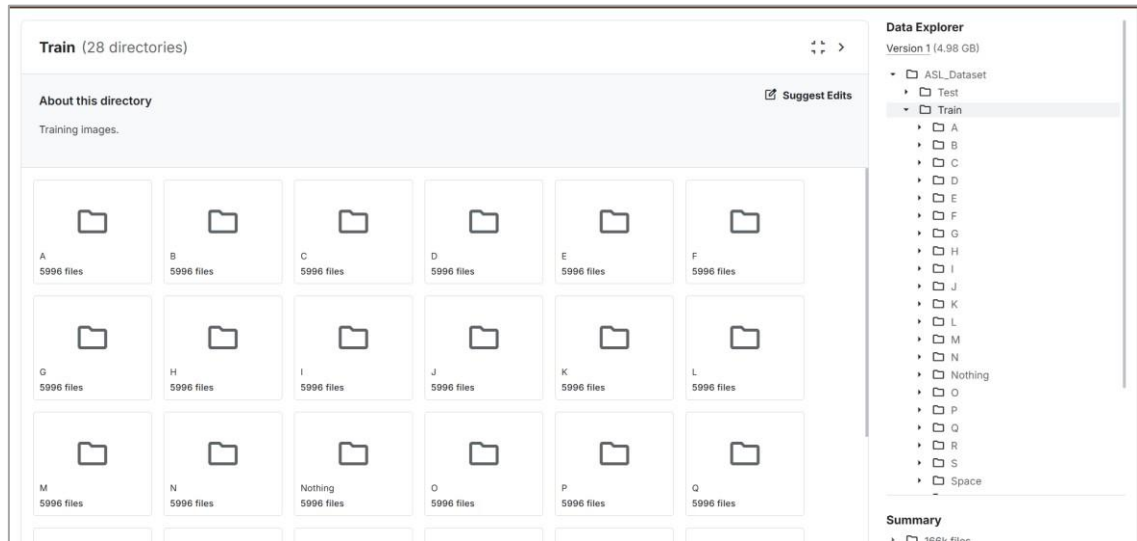 Train (28 directories)
About this directory
Suggest Edits
Training images.
A
5996 files
B
5996 files
C
5996 files
D
5996 files
E
5996 files
F
5996 files
G
5996 files
H
5996 files
I
5996 files
J
5996 files
K
5996 files
L
5996 files
M
5996 files
N
5996 files
Nothing
5996 files
O
5996 files
P
5996 files
Q
5996 files
Data Explorer
Version 1 (4.98 GB)
ASL_Dataset
Test
Train
A
B
C
D
E
F
G
H
I
J
K
L
M
N
Nothing
O
P
Q
R
S
Space
Summary
166k files